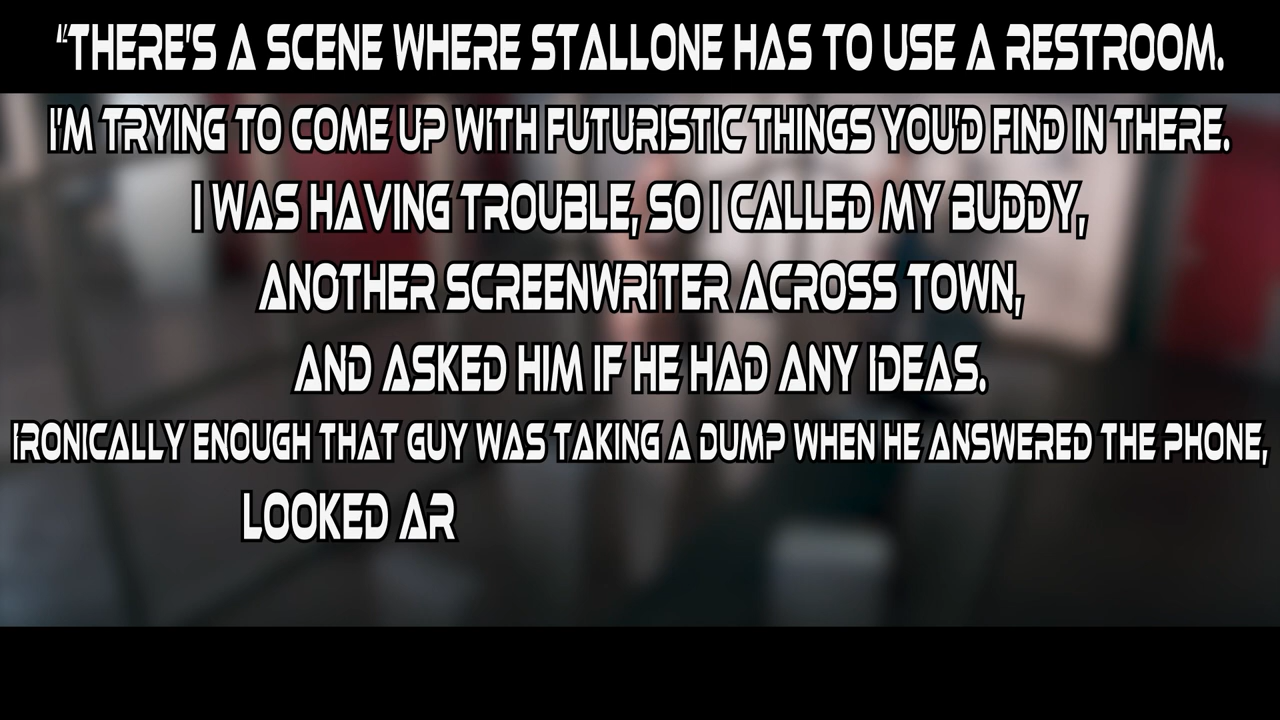 “THERE'S A SCENE WHERE STALLONE HAS TO USE A RESTROOM.
I'M TRYING TO COME UP WITH FUTURISTIC THINGS YOU'D FIND IN THERE.
I WAS HAVING TROUBLE, SO I CALLED MY BUDDY,
ANOTHER SCREENWRITER ACROSS TOWN,
AND ASKED HIM IF HE HAD ANY IDEAS.
IRONICALLY ENOUGH THAT GUY WAS TAKING A DUMP WHEN HE ANSWERED THE PHONE,
LOOKED AR